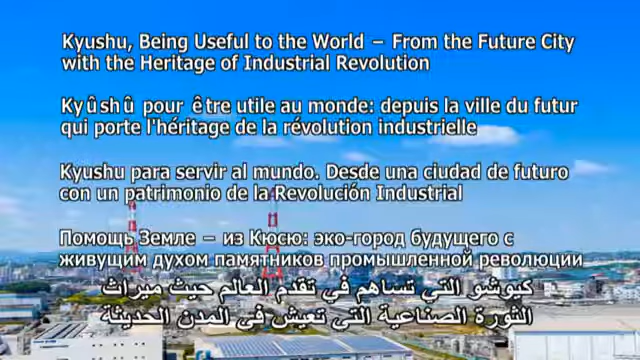 Kyushu, Being Useful to the World – From the Future City
with the Heritage of Industrial Revolution
Kyûshû pour être utile au monde: depuis la ville du futur
qui porte l'héritage de la révolution industrielle
Kyushu para servir al mundo. Desde una ciudad de futuro
con un patrimonio de la Revolución Industrial
Помощь Земле – из Кюсю: эко-город будущего с
живущим духом памятников промышленной революции
كيوشو التي تساهم في تقدم العالم حيث ميراث
الثورة الصناعية التي تعيش في المدن الحديثة